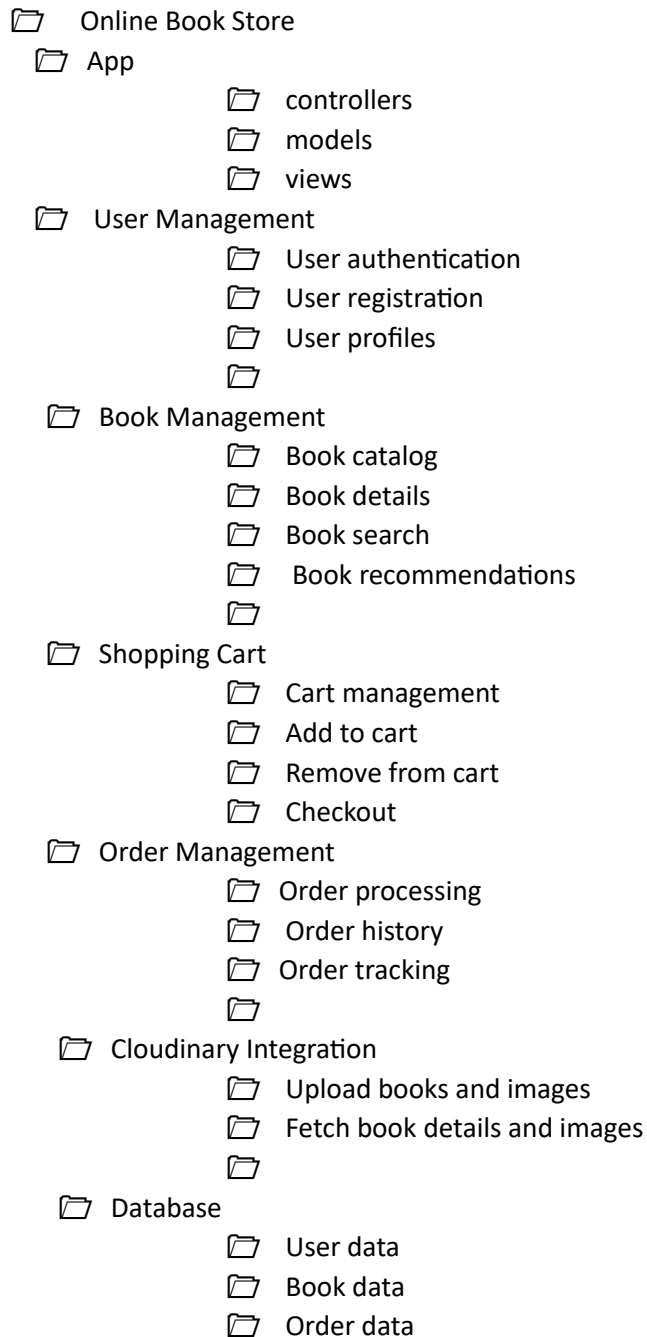 Online Book Store
App
controllers
models
views
User Management
User authentication
User registration
User profiles
Book Management
Book catalog
Book details
Book search
Book recommendations
Shopping Cart
Cart management
Add to cart
Remove from cart
Checkout
Order Management
Order processing
Order history
Order tracking
Cloudinary Integration
Upload books and images
Fetch book details and images
Database
User data
Book data
Order data